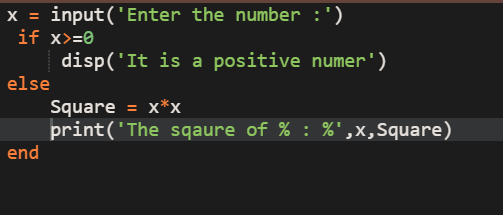 x = input('Enter the number :')
if x>=0
disp('It is a positive numer')
else
Square = x*x
print('The sqaure of % : %',x,Square)
end